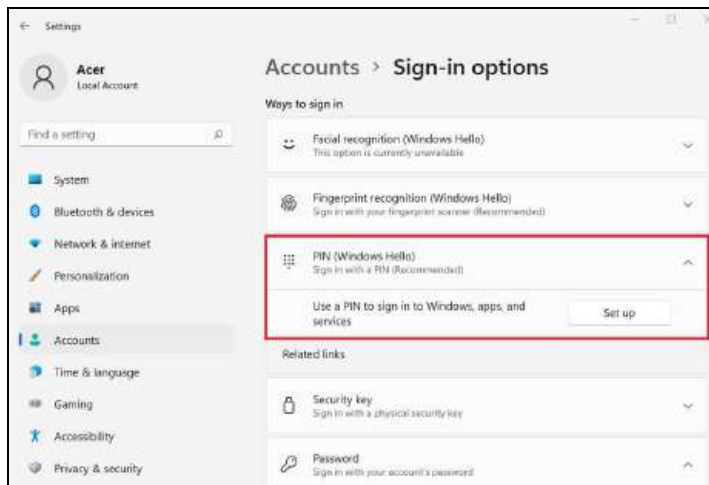 Settings
Acer
Local Account
Find a setting
System
Bluetooth & devices
Network & internet
Personalization
Apps
Accounts
Time & language
Gaming
Accessibility
Privacy & security
Accounts > Sign-in options
Ways to sign in
Facial recognition (Windows Hello)
This option is currently unavailable
Fingerprint recognition (Windows Hello)
Sign in with your fingerprint scanner (Recommended)
PIN (Windows Hello)
Sign in with a PIN (Recommended)
Use a PIN to sign in to Windows, apps, and
services
Set up
Related links
Security key
Sign in with a physical security key
Password
Sign in with your account's password